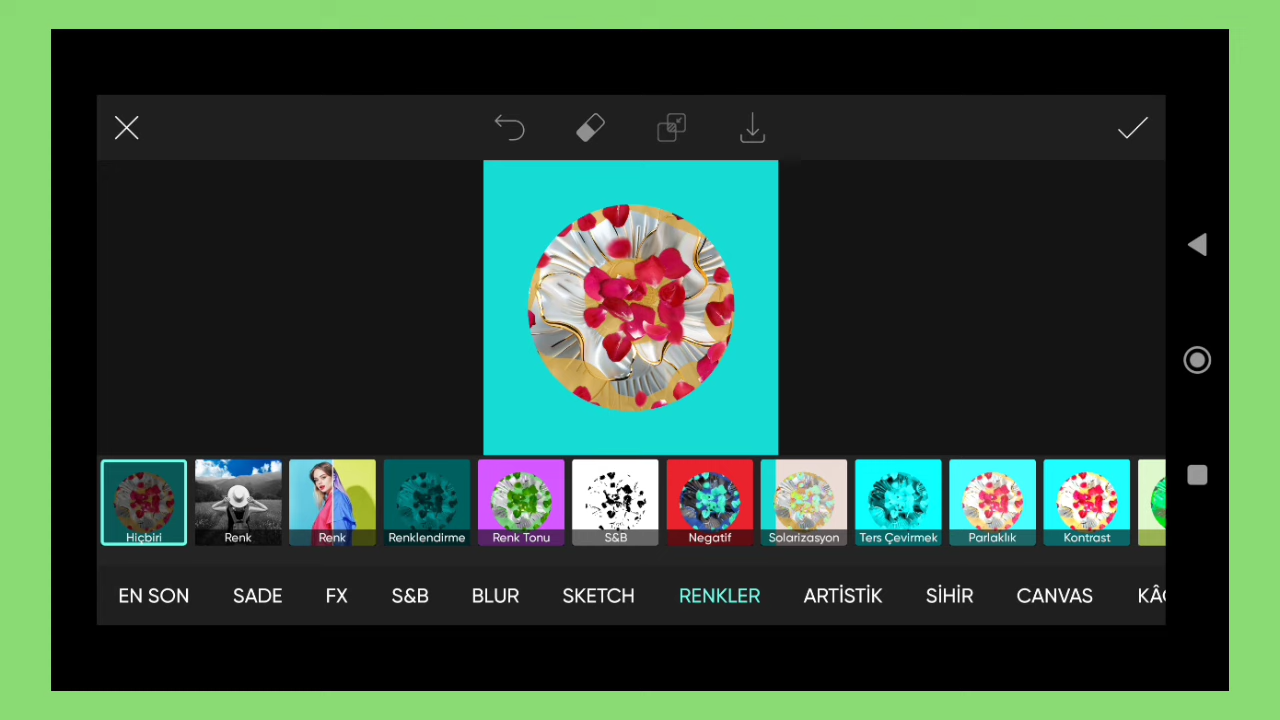 Hiçbiri
Renk
Renk
Renklendirme
Renk Tonu
S&B
Negatif
Solarizasyon
Ters Çevirmek
Parlaklık
Kontrast
EN SON
SADE
FX
S&B
BLUR
SKETCH
RENKLER
ARTİSTİK
SİHİR
CANVAS